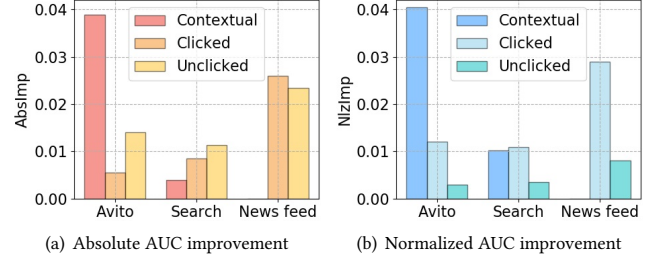 0.04
0.03
0.02
0.01
0.00
AbsImp
Contextual
Clicked
Unclicked
Avito Search News feed
(a) Absolute AUC improvement
0.04
0.03
0.02
0.01
0.00
NlzImp
Contextual
Clicked
Unclicked
Avito Search News feed
(b) Normalized AUC improvement